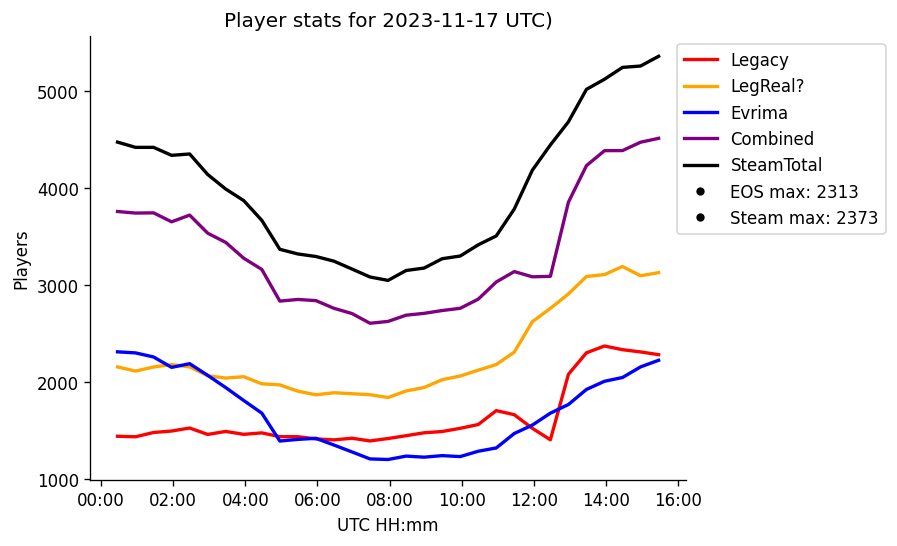 Player stats for 2023-11-17 UTC)
Players
5000
4000
3000
2000
1000
00:00 02:00 04:00 06:00 08:00 10:00 12:00 14:00 16:00
UTC HH:mm
Legacy
LegReal?
Evrima
Combined
SteamTotal
EOS max: 2313
Steam max: 2373